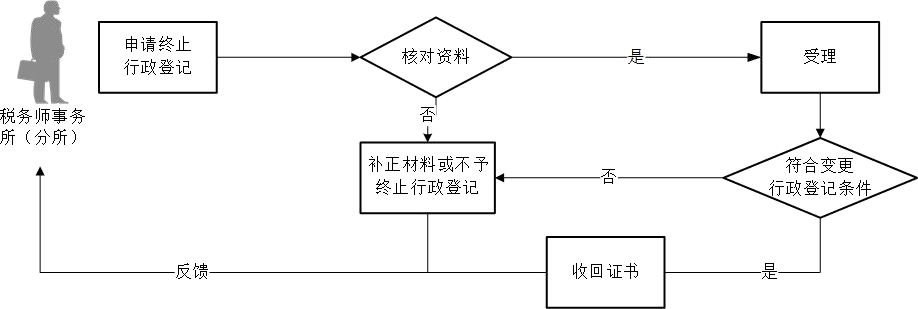 申请终止
行政登记
核对资料
是
受理
税务师事务
所（分所）
否
补正材料或不予
终止行政登记
否
符合变更
行政登记条件
反馈
收回证书
是